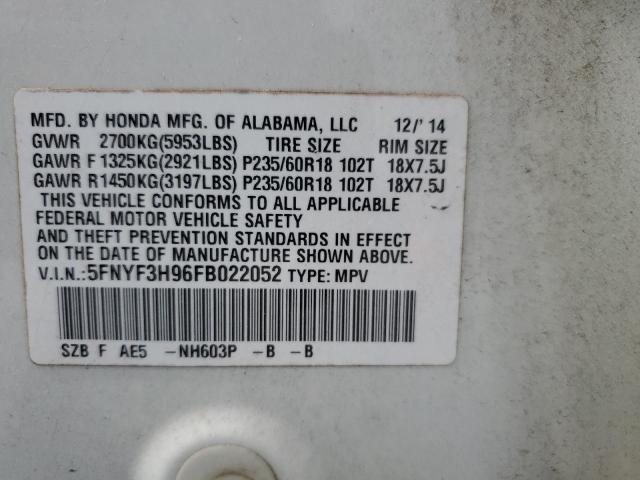 MFD. BY HONDA MFG. OF ALABAMA, LLC 12/'14
GVWR 2700KG(5953LBS) TIRE SIZE RIM SIZE
GAWR F 1325KG(2921LBS) P235/60R18 102T 18X7.5J
GAWR R1450KG(3197LBS) P235/60R18 102T 18X7.5J
THIS VEHICLE CONFORMS TO ALL APPLICABLE
FEDERAL MOTOR VEHICLE SAFETY
AND THEFT PREVENTION STANDARDS IN EFFECT
ON THE DATE OF MANUFACTURE SHOWN ABOVE.
V.I.N.:5FNYF3H96FB022052 TYPE: MPV
SZB F AE5 -NH603P -B -B